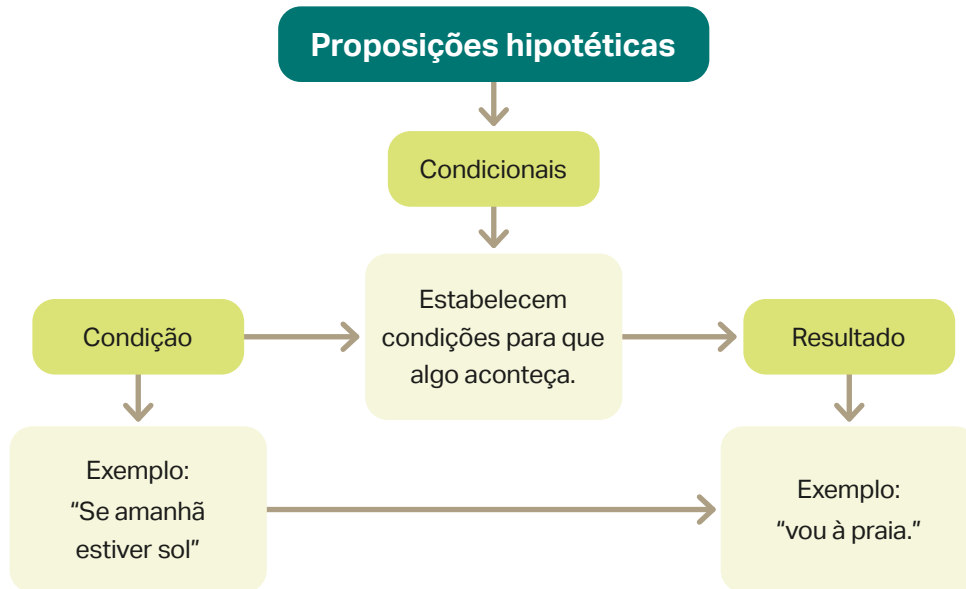 Proposições hipotéticas
Condicionais
Estabelecem
condições para que
algo aconteça.
Condição
Resultado
Exemplo:
“Se amanhã
estiver sol”
Exemplo:
“vou à praia.”